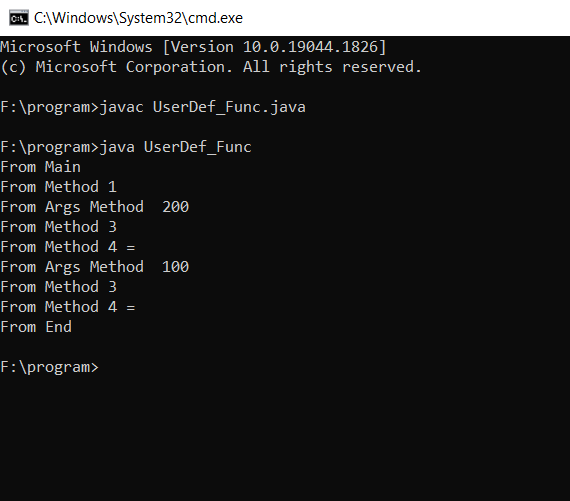 C:\Windows\System32\cmd.exe
Microsoft Windows [Version 10.0.19044.1826]
(c) Microsoft Corporation. All rights reserved.
F:\program>javac UserDef_Func.java
F:\program>java UserDef_Func
From Main
From Method 1
From Args Method  200
From Method 3
From Method 4 =
From Args Method  100
From Method 3
From Method 4 =
From End
F:\program>